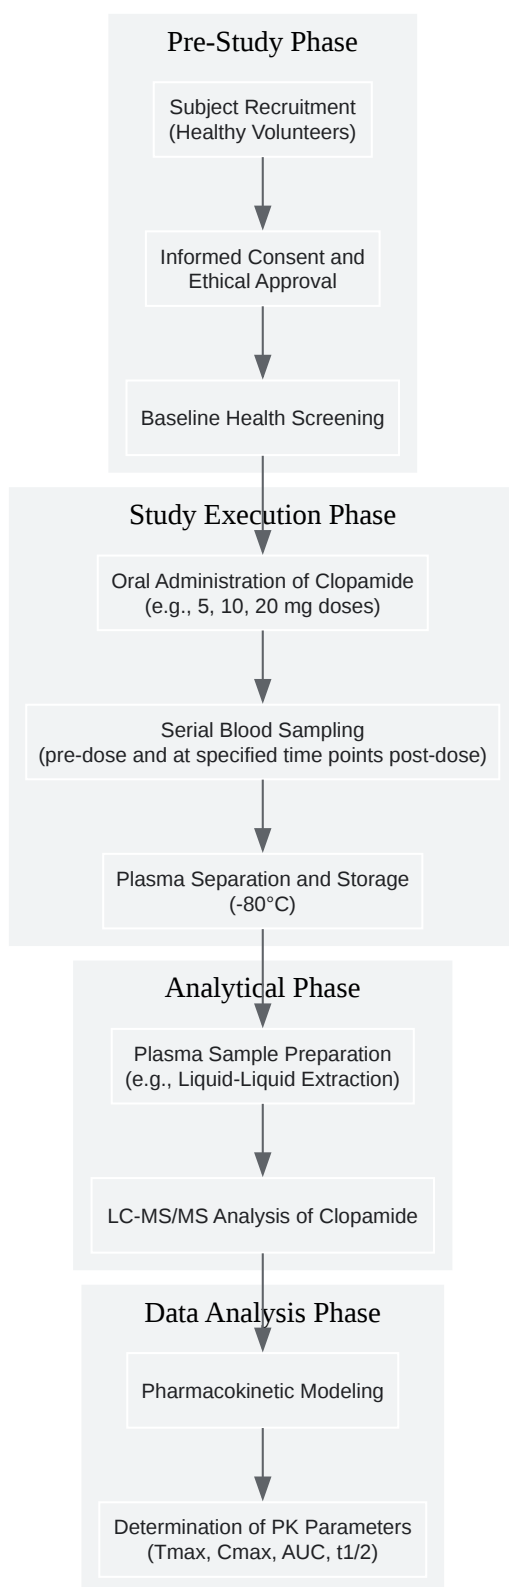 Pre-Study Phase
Subject Recruitment
(Healthy Volunteers)
Informed Consent and
Ethical Approval
Baseline Health Screening
Study Execution Phase
Oral Administration of Clopamide
(e.g., 5, 10, 20 mg doses)
Serial Blood Sampling
(pre-dose and at specified time points post-dose)
Plasma Separation and Storage
(-80°C)
Analytical Phase
Plasma Sample Preparation
(e.g., Liquid-Liquid Extraction)
LC-MS/MS Analysis of Clopamide
Data Analysis Phase
Pharmacokinetic Modeling
Determination of PK Parameters
(Tmax, Cmax, AUC, t1/2)